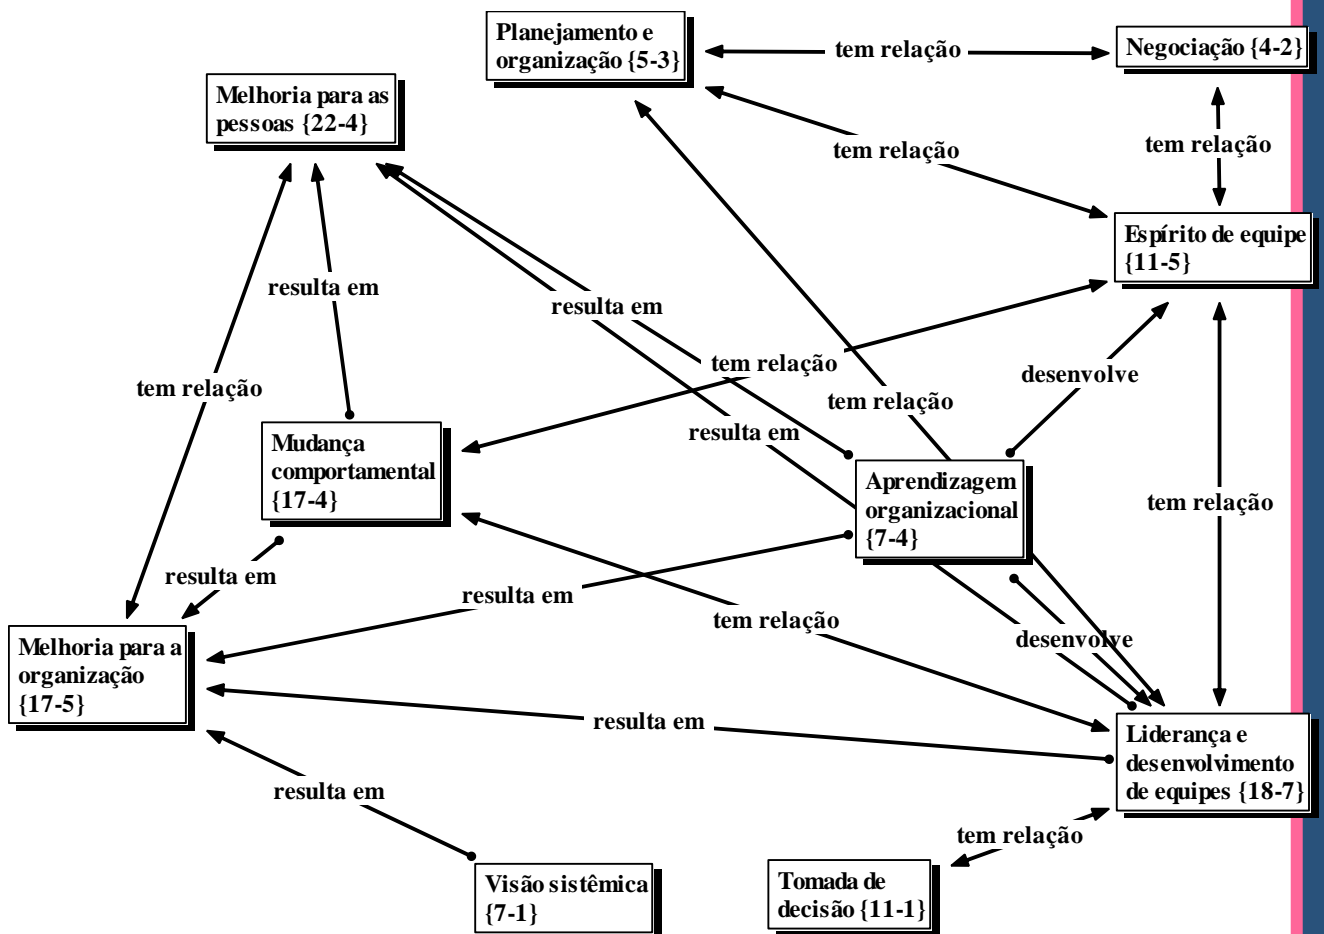 Planejamento e
organização {5-3}
tem relação
Negociação {4-2}
Melhoria para as
pessoas {22-4}
tem relação
tem relação
Espírito de equipe
{11-5}
resulta em
resulta em
tem relação
tem relação
desenvolve
tem relação
resulta em
Mudança
comportamental
{17-4}
Aprendizagem
organizacional
{7-4}
tem relação
resulta em
resulta em
tem relação
desenvolve
Melhoria para a
organização
{17-5}
resulta em
Liderança e
desenvolvimento
de equipes {18-7}
resulta em
tem relação
Visão sistêmica
{7-1}
Tomada de
decisão {11-1}